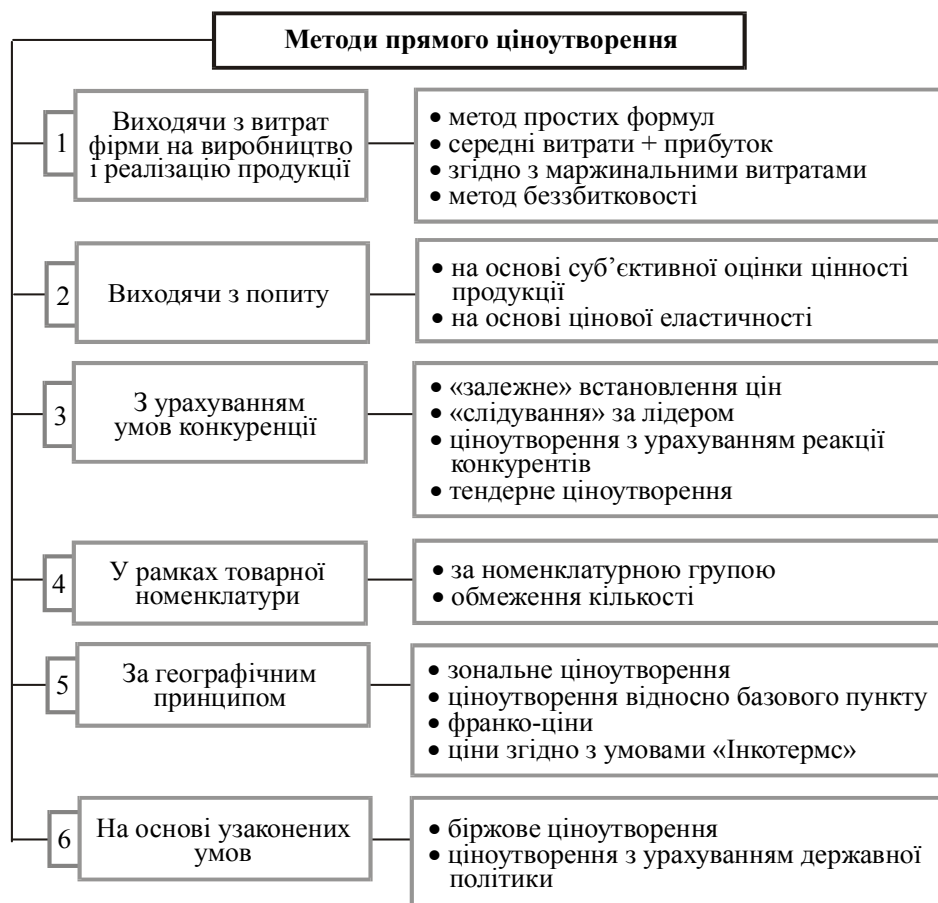 Методи прямого ціноутворення
1
Виходячи з витрат
фірми на виробництво
і реалізацію продукції
• метод простих формул
• середні витрати + прибуток
• згідно з маржинальними витратами
• метод беззбитковості
2
Виходячи з попиту
• на основі суб’єктивної оцінки цінності
продукції
• на основі цінової еластичності
3
З урахуванням
умов конкуренції
• «залежне» встановлення цін
• «слідування» за лідером
• ціноутворення з урахуванням реакції
конкурентів
• тендерне ціноутворення
4
У рамках товарної
номенклатури
• за номенклатурною групою
• обмеження кількості
5
За географічним
принципом
• зональне ціноутворення
• ціноутворення відносно базового пункту
• франко-ціни
• ціни згідно з умовами «Інкотермс»
6
На основі узаконених
умов
• біржове ціноутворення
• ціноутворення з урахуванням державної
політики